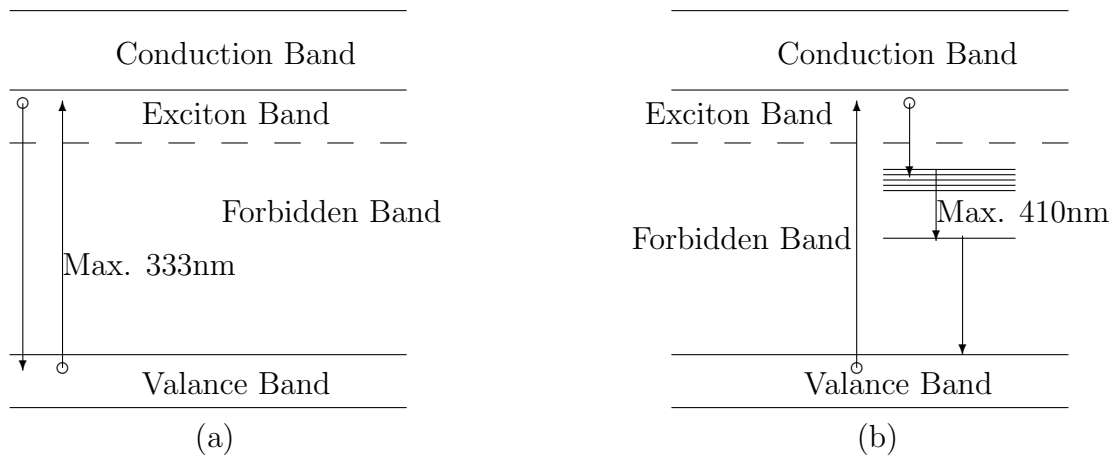 Conduction Band
Exciton Band
Forbidden Band
Max. 333nm
Valance Band
(a)
Conduction Band
Exciton Band
Max. 410nm
Forbidden Band
Valance Band
(b)